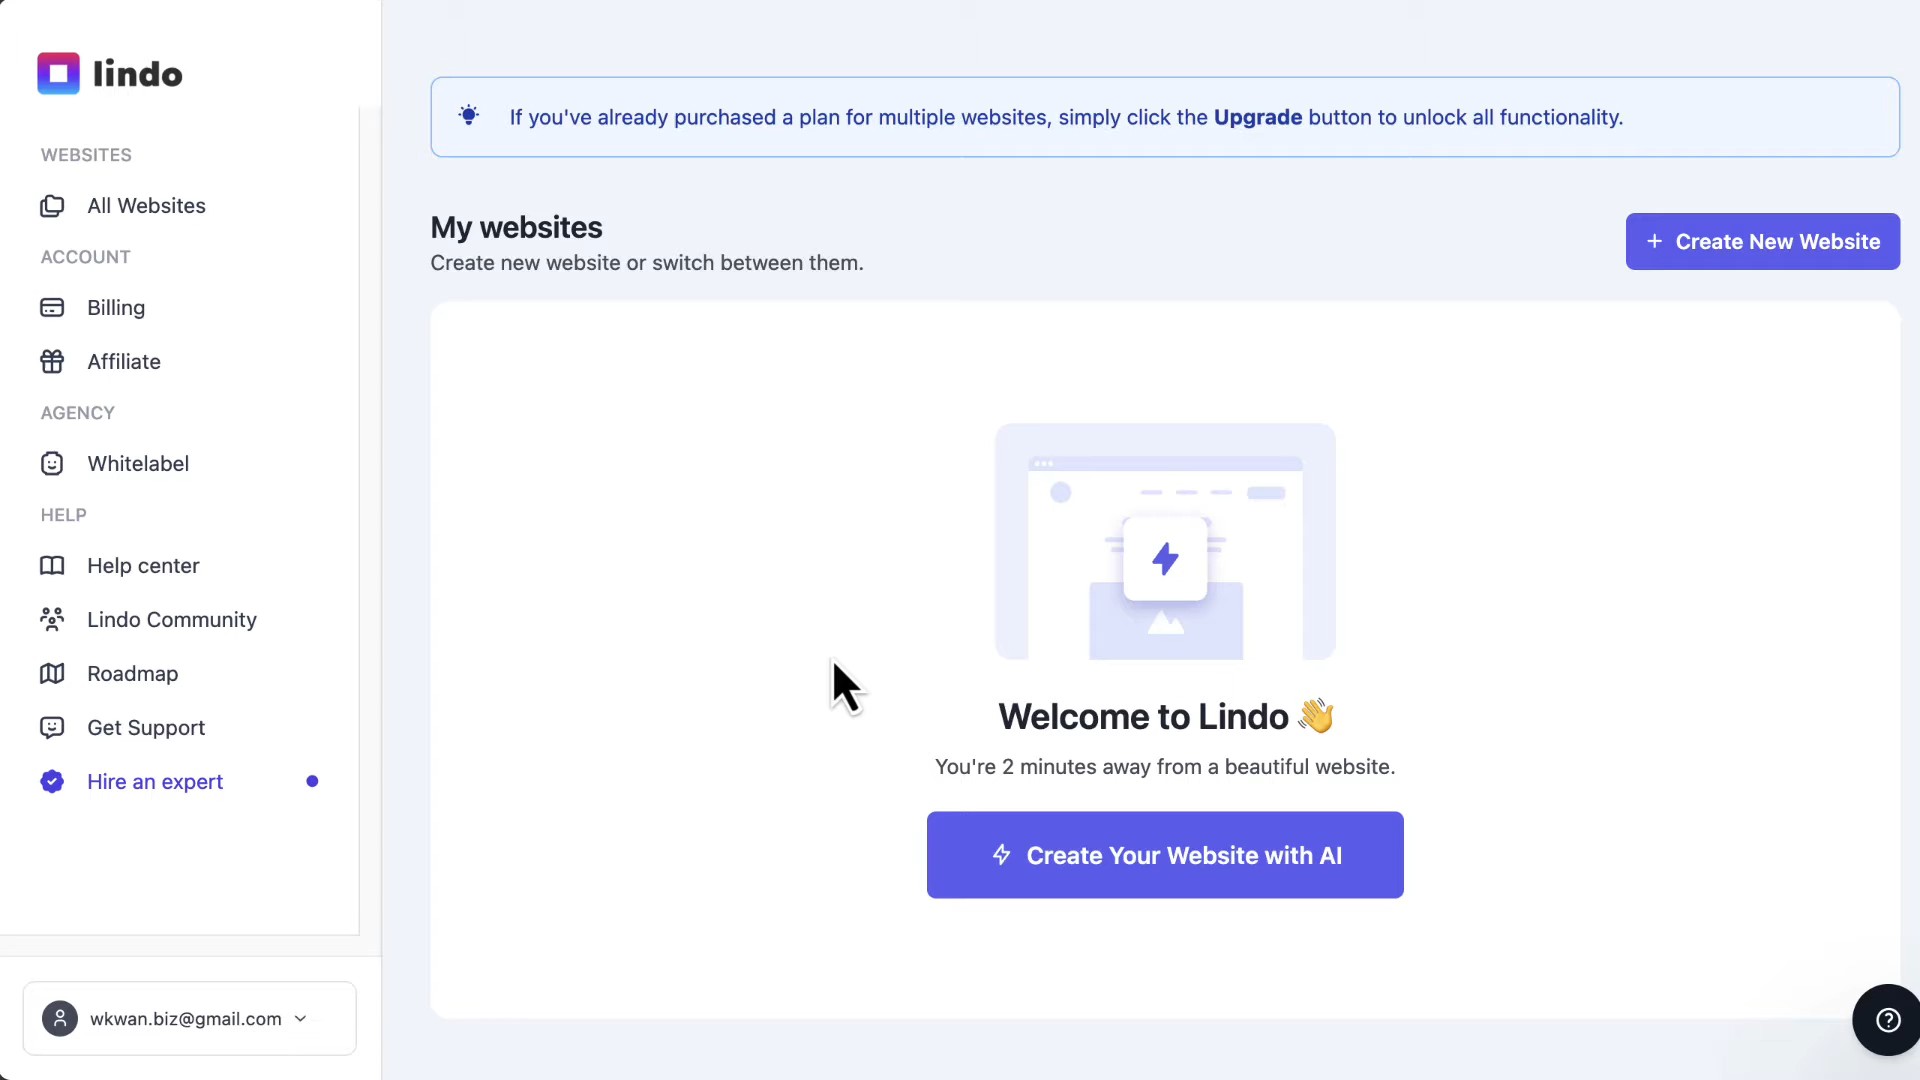 lindo
WEBSITES
All Websites
ACCOUNT
Billing
Affiliate
AGENCY
Whitelabel
HELP
Help center
Lindo Community
Roadmap
Get Support
Hire an expert
wkwan.biz@gmail.com
If you've already purchased a plan for multiple websites, simply click the Upgrade button to unlock all functionality.
My websites
Create new website or switch between them.
+ Create New Website
Welcome to Lindo 👋
You're 2 minutes away from a beautiful website.
Create Your Website with AI